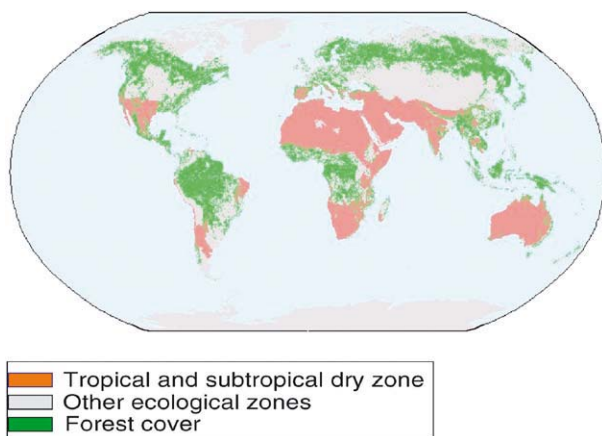 Tropical and subtropical dry zone
Other ecological zones
Forest cover